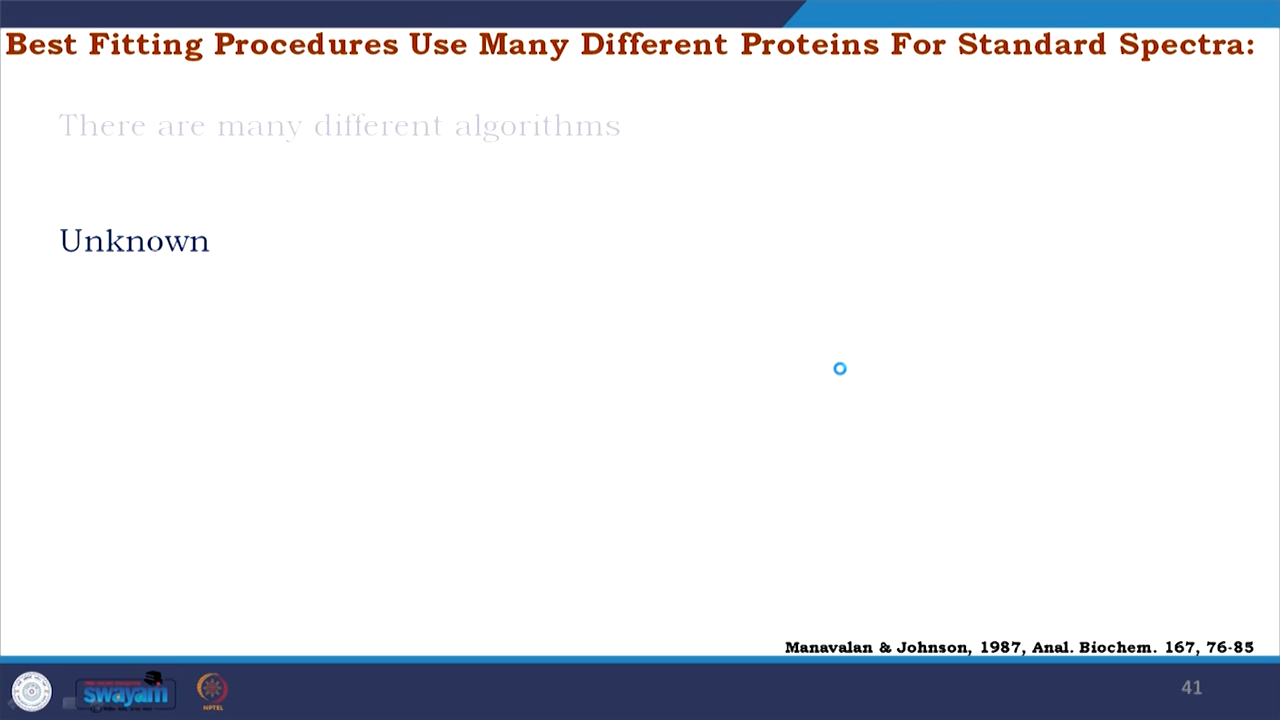 Best Fitting Procedures Use Many Different Proteins For Standard Spectra:
There are many different algorithms
Unknown
Manavalan & Johnson, 1987, Anal. Biochem. 167, 76-85
swayam
NPTEL
41